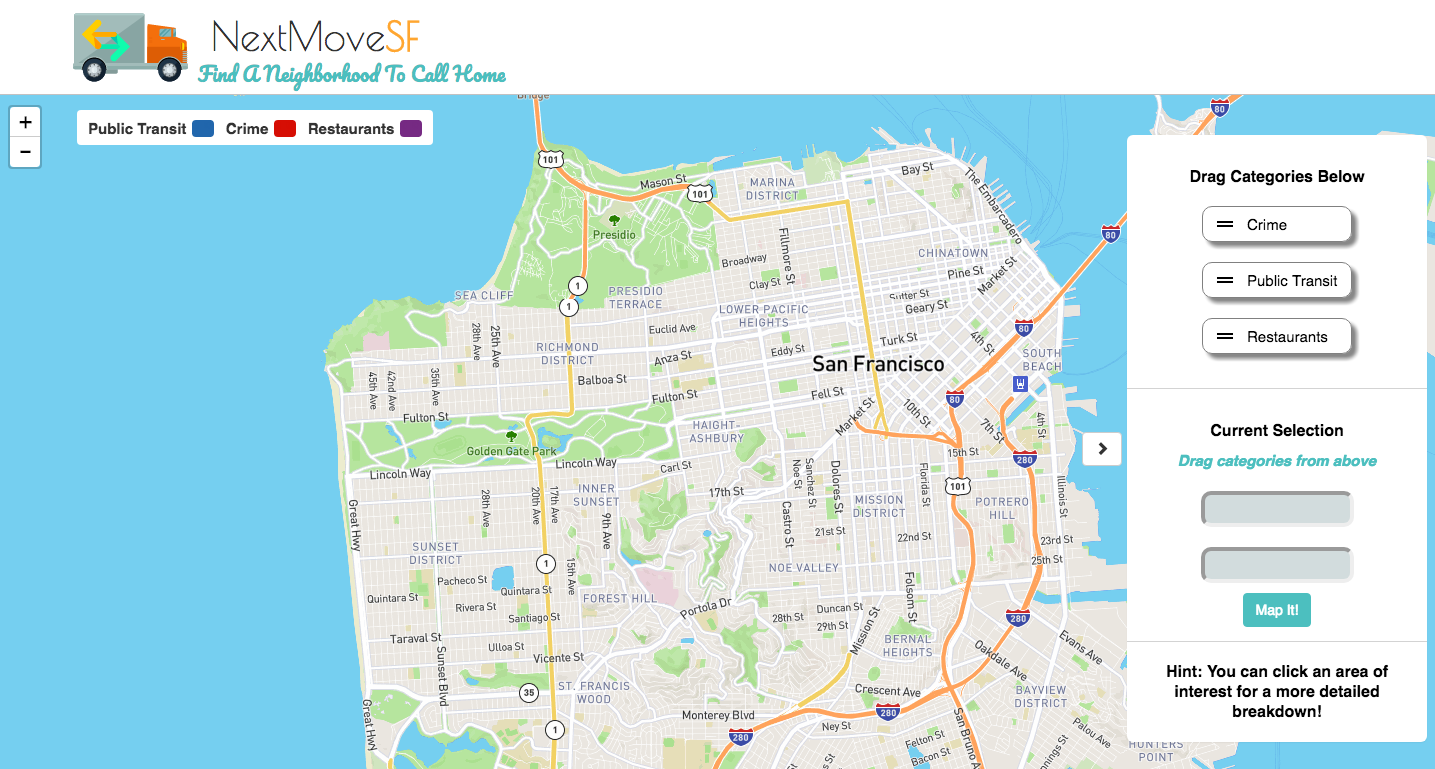 NextMoveSF
Find A Neighborhood To Call Home
+
−
Public Transit
Crime
Restaurants
Bridge
101
Mason St
101
MARINA
DISTRICT
Bay St
The Embarcadero
80
80
Presidio
Fillmore St
Broadway
CHINATOWN
Pine St
Market St
Clay St
Sutter St
Geary St
1
1
SEA CLIFF
PRESIDIO
TERRACE
LOWER PACIFIC
HEIGHTS
28th Ave
25th Ave
Euclid Ave
RICHMOND
DISTRICT
Anza St
Eddy St
Turk St
4th St
80
San Francisco
SOUTH
BEACH
45th Ave
42nd Ave
35th Ave
Balboa St
Fulton St
Fell St
Market St
10th St
80
7th St
4th St
Fulton St
HAIGHT-
ASHBURY
Golden Gate Park
Lincoln Way
Lincoln Way
Carl St
15th St
280
101
Great Hwy
28th Ave
20th Ave
17th Ave
INNER
SUNSET
9th Ave
17th St
Noe St
Sanchez St
Dolores St
Castro St
MISSION
DISTRICT
Florida St
POTRERO
HILL
Illinois St
21st St
22nd St
23rd St
25th St
SUNSET
DISTRICT
1
15th Ave
NOE VALLEY
Folsom St
Pacheco St
Quintara St
Quintara St
Rivera St
Santiago St
FOREST HILL
Portola Dr
Duncan St
28th St
29th St
Mission St
280
Taraval St
Ulloa St
Vicente St
Sunset Blvd
BERNAL
HEIGHTS
Oakdale Ave
Evans Ave
35
ST. FRANCIS
WOOD
Crescent Ave
BAYVIEW
DISTRICT
Great Hwy
1
Monterey Blvd
280
280
Ney St
San Bruno Ave
Felton St
Bacon St
Palou Ave
HUNTERS
POINT
Drag Categories Below
Crime
Public Transit
Restaurants
Current Selection
Drag categories from above
Map It!
Hint: You can click an area of
interest for a more detailed
breakdown!